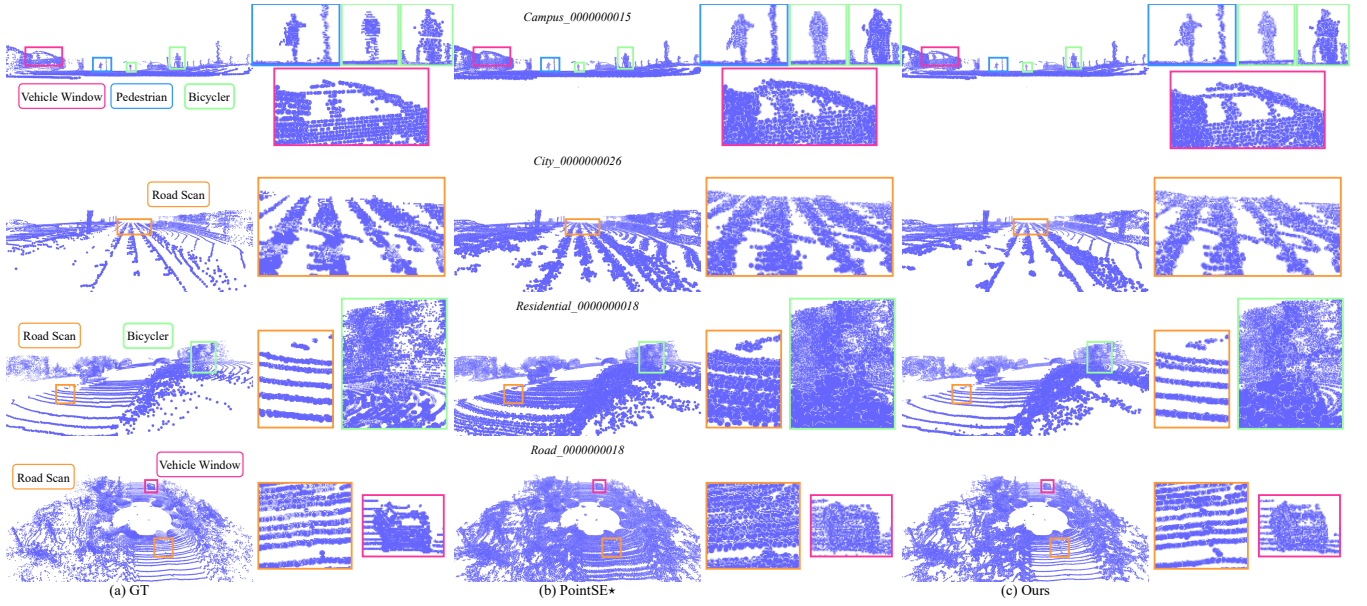 Campus_0000000015
Vehicle Window
Pedestrian
Bicycler
City_0000000026
Road Scan
Residential_0000000018
Road Scan
Bicycler
Road_0000000018
Vehicle Window
Road Scan
(a) GT
(b) PointSE⋆
(c) Ours